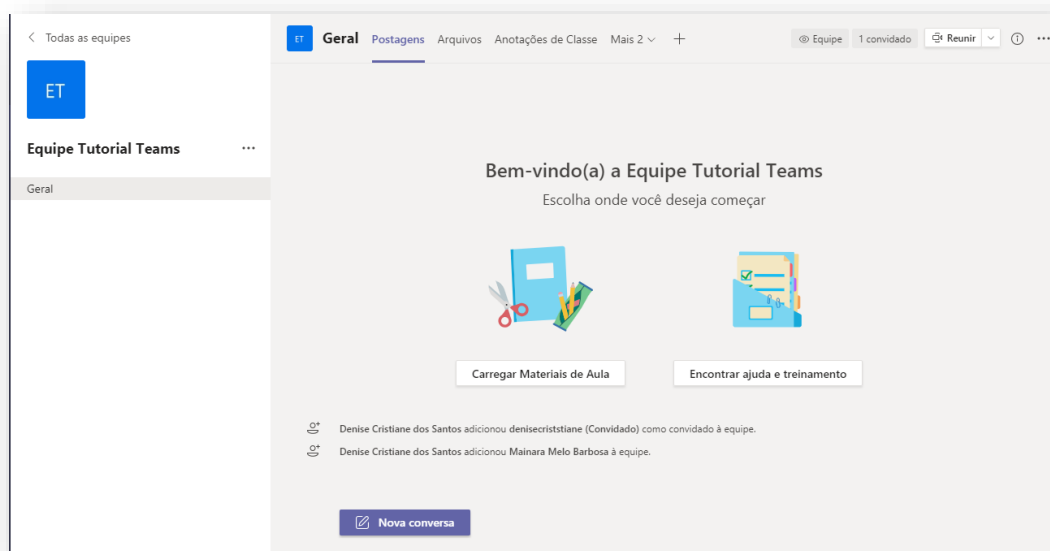 Todas as equipes
ET
Equipe Tutorial Teams
Geral
ET Geral Postagens Arquivos Anotações de Classe Mais 2 Equipe 1 convidado Reunir
Bem-vindo(a) a Equipe Tutorial Teams
Escolha onde você deseja começar
Carregar Materiais de Aula Encontrar ajuda e treinamento
Denise Cristiane dos Santos adicionou denisecriststiane (Convidado) como convidado à equipe.
Denise Cristiane dos Santos adicionou Mainara Melo Barbosa à equipe.
Nova conversa